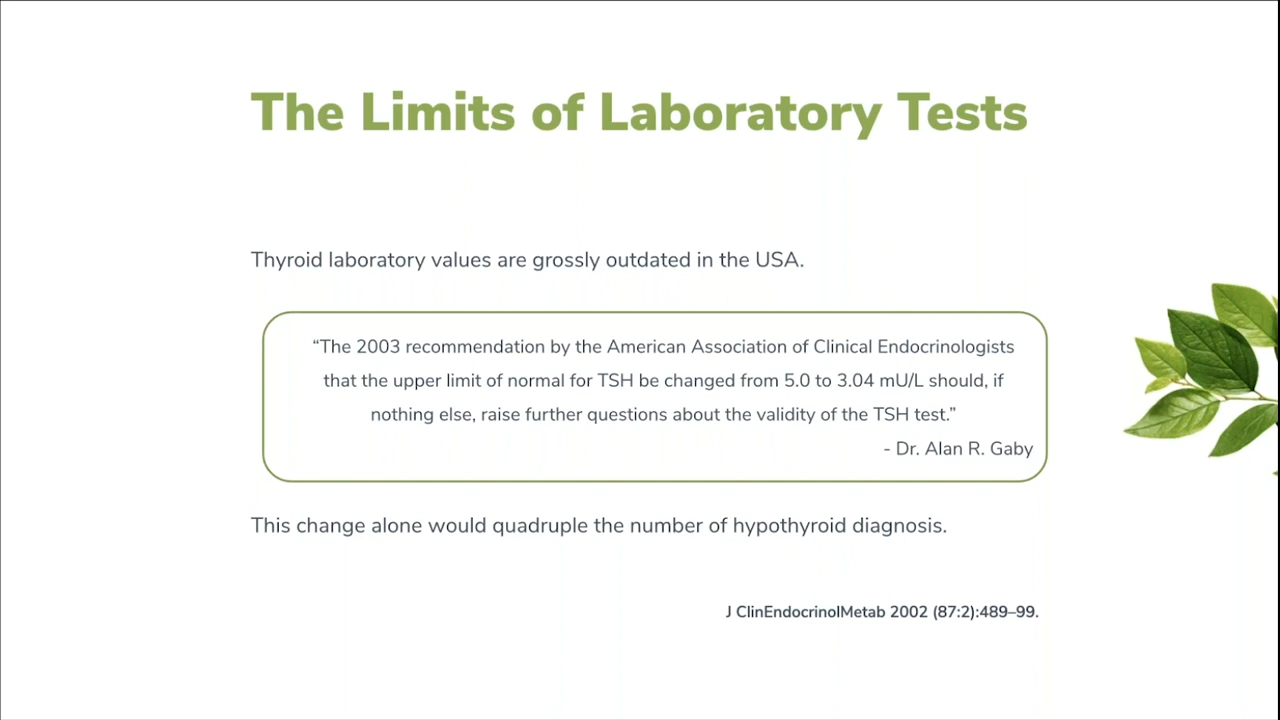 The Limits of Laboratory Tests
Thyroid laboratory values are grossly outdated in the USA.
“The 2003 recommendation by the American Association of Clinical Endocrinologists
that the upper limit of normal for TSH be changed from 5.0 to 3.04 mU/L should, if
nothing else, raise further questions about the validity of the TSH test.”
- Dr. Alan R. Gaby
This change alone would quadruple the number of hypothyroid diagnosis.
J ClinEndocrinolMetab 2002 (87:2):489–99.